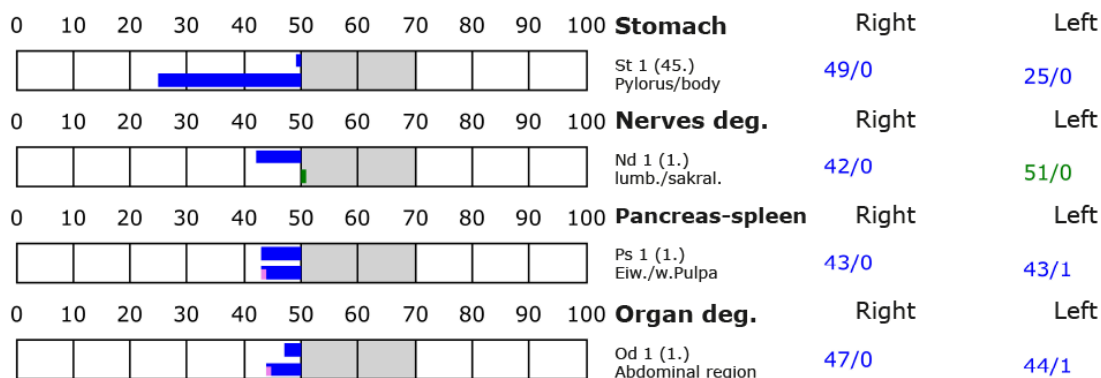 0 10 20 30 40 50 60 70 80 90 100 Stomach Right Left
St 1 (45.) 49/0 25/0
Pylorus/body
0 10 20 30 40 50 60 70 80 90 100 Nerves deg. Right Left
Nd 1 (1.) 42/0 51/0
lumb./sakral.
0 10 20 30 40 50 60 70 80 90 100 Pancreas-spleen Right Left
Ps 1 (1.) 43/0 43/1
Eiw./w.Pulpa
0 10 20 30 40 50 60 70 80 90 100 Organ deg. Right Left
Od 1 (1.) 47/0 44/1
Abdominal region